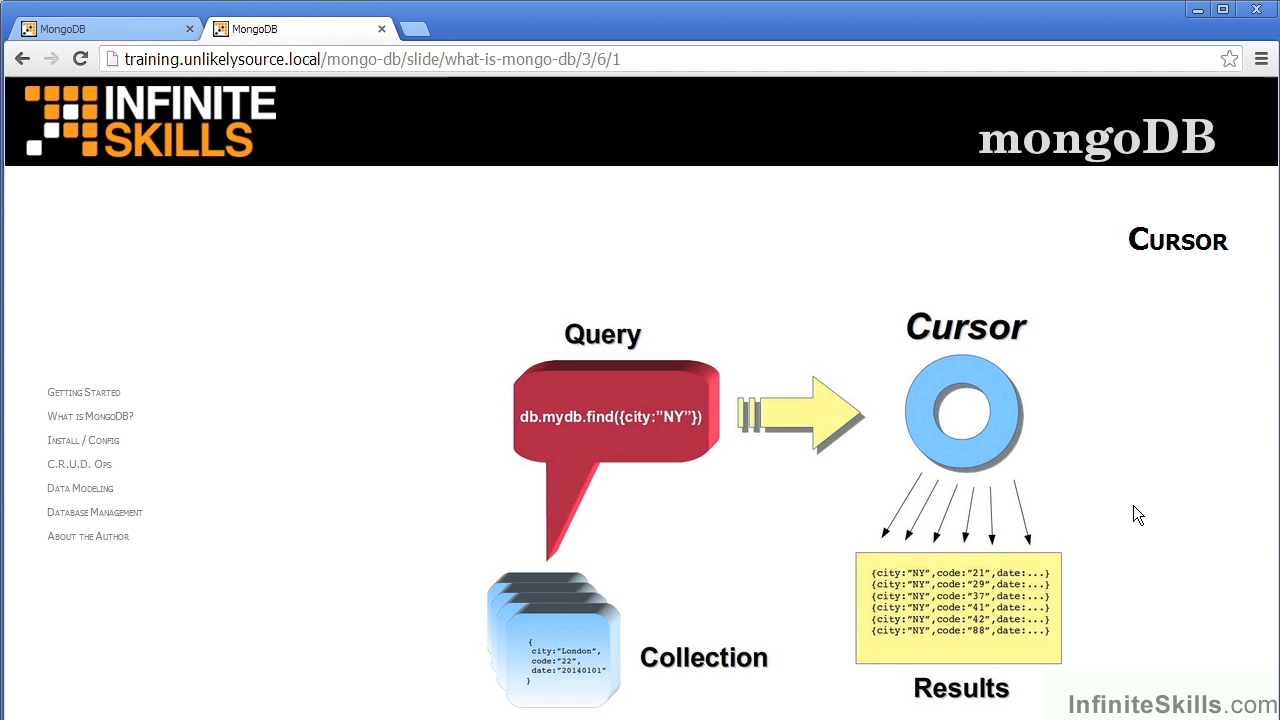 MongoDB
MongoDB
training.unlikelysource.local/mongo-db/slide/what-is-mongo-db/3/6/1
INFINITE
SKILLS
mongoDB
Cursor
Query
Cursor
db.mydb.find({city:”NY”})
Getting Started
What is MongoDB?
Install / Config
C.R.U.D. Ops
Data Modeling
Database Management
About the Author
{city:”NY”,code:”21”,date:...}
{city:”NY”,code:”29”,date:...}
{city:”NY”,code:”37”,date:...}
{city:”NY”,code:”41”,date:...}
{city:”NY”,code:”42”,date:...}
{city:”NY”,code:”88”,date:...}
{
city:”London”,
code:”22”,
date:”20140101”
}
Collection
Results
InfiniteSkills.com